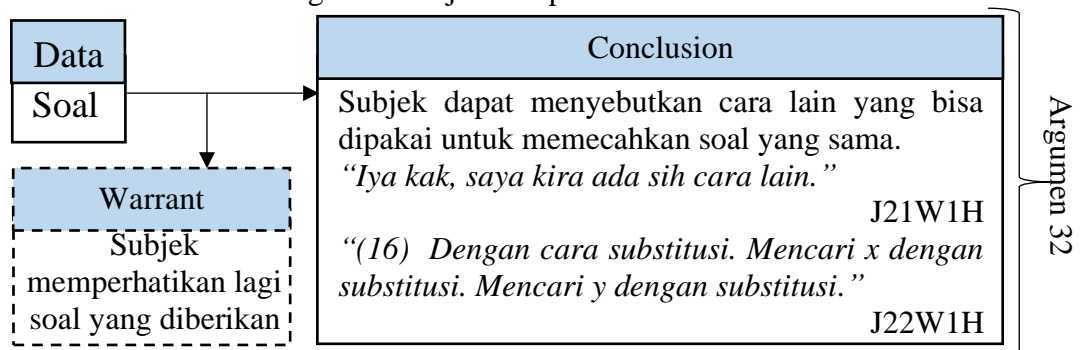 Data
Soal
Conclusion
Subjek dapat menyebutkan cara lain yang bisa
dipakai untuk memecahkan soal yang sama.
“Iya kak, saya kira ada sih cara lain.”
J21W1H
“(16) Dengan cara substitusi. Mencari x dengan
substitusi. Mencari y dengan substitusi.”
J22W1H
Warrant
Subjek
memperhatikan lagi
soal yang diberikan
Argumen 32